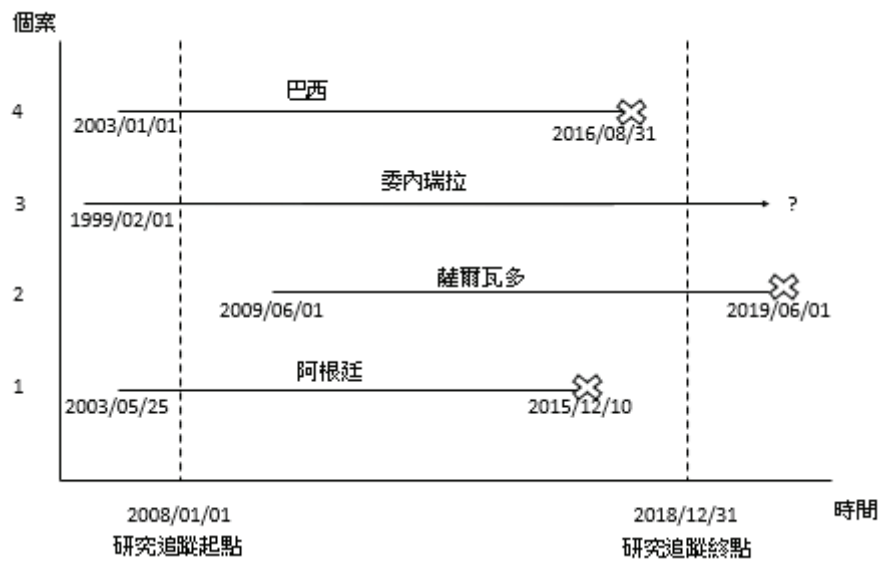 個案
4
巴西
2003/01/01
2016/08/31
3
委內瑞拉
1999/02/01
?
2
薩爾瓦多
2009/06/01
2019/06/01
1
阿根廷
2003/05/25
2015/12/10
2008/01/01
研究追蹤起點
2018/12/31
研究追蹤終點
時間